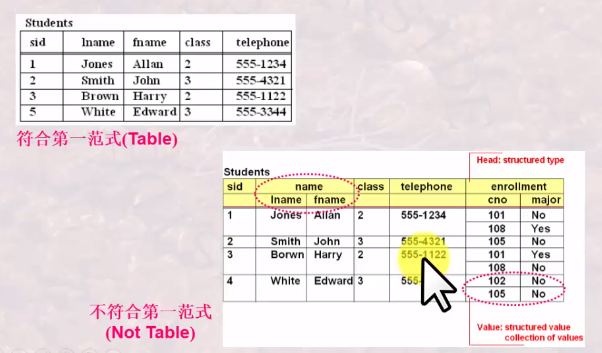 Students
sid lname fname class telephone
1 Jones Allan 2 555-1234
2 Smith John 3 555-4321
3 Brown Harry 2 555-1122
5 White Edward 3 555-3344
符合第一范式(Table)
Head: structured type
Students
sid name class telephone enrollment
lname fname cno major
1 Jones Allan 2 555-1234 101 No
108 Yes
2 Smith John 3 555-4321 105 No
3 Borwn Harry 2 555-1122 101 Yes
108 No
4 White Edward 3 555- 102 No
105 No
不符合第一范式
(Not Table)
Value: structured value
collection of values